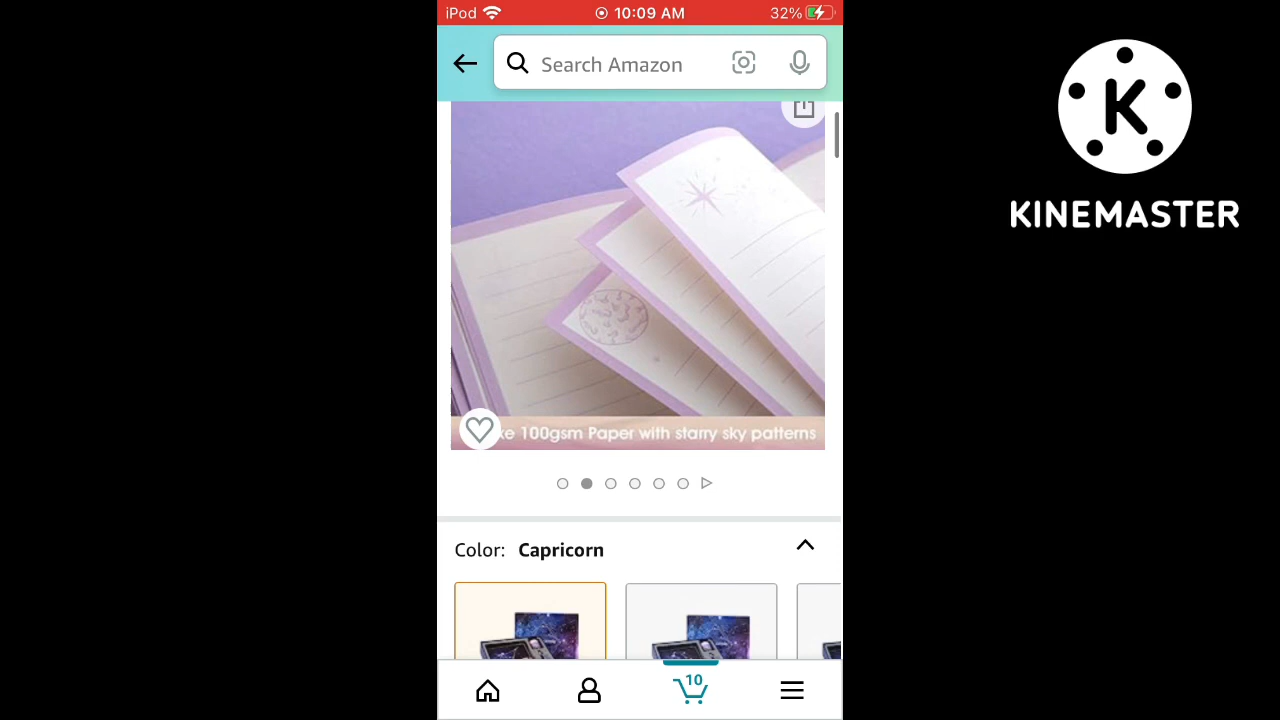 iPod 10:09 AM 32%
Search Amazon
KINEMASTER
100gsm Paper with starry sky patterns
Color: Capricorn
10